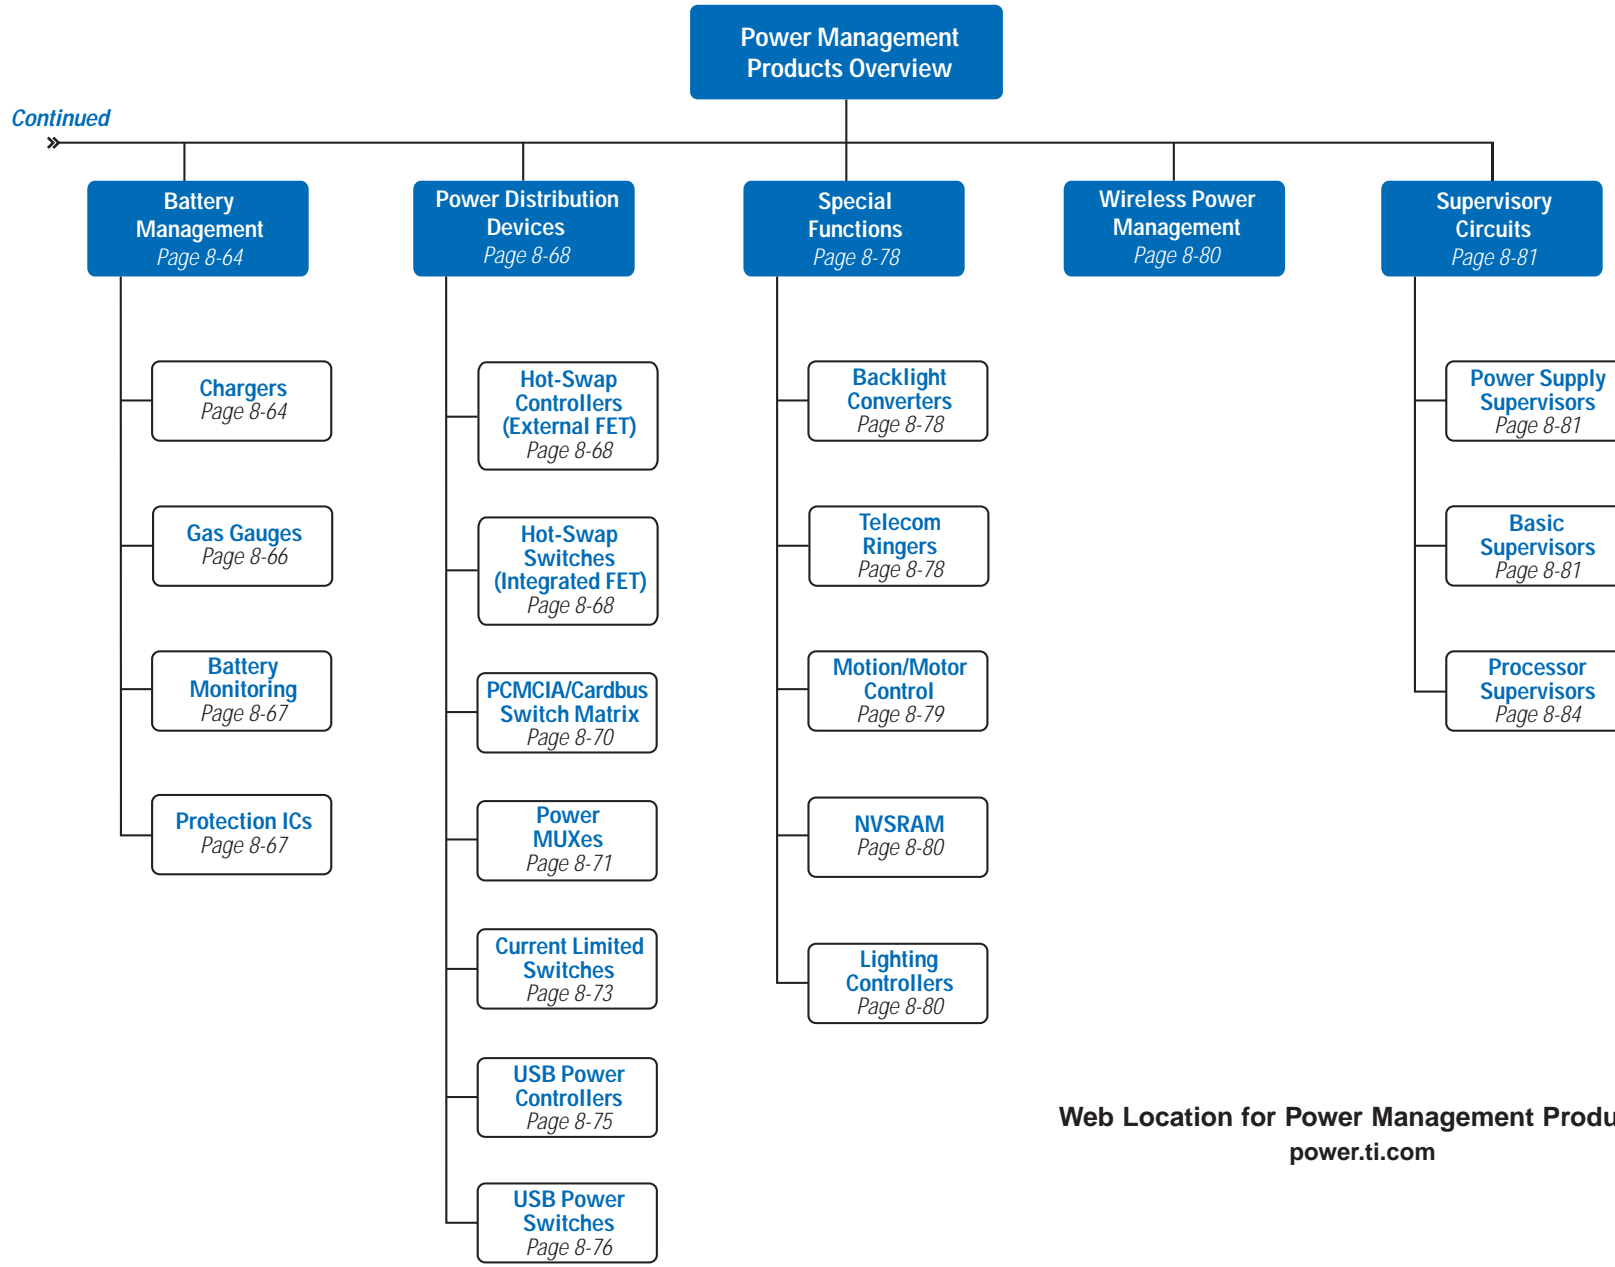 Power Management
Products Overview
Continued
Battery
Management
Page 8-64
Chargers
Page 8-64
Gas Gauges
Page 8-66
Battery
Monitoring
Page 8-67
Protection ICs
Page 8-67
Power Distribution
Devices
Page 8-68
Hot-Swap
Controllers
(External FET)
Page 8-68
Hot-Swap
Switches
(Integrated FET)
Page 8-68
PCMCIA/Cardbus
Switch Matrix
Page 8-70
Power
MUXes
Page 8-71
Current Limited
Switches
Page 8-73
USB Power
Controllers
Page 8-75
USB Power
Switches
Page 8-76
Special
Functions
Page 8-78
Backlight
Converters
Page 8-78
Telecom
Ringers
Page 8-78
Motion/Motor
Control
Page 8-79
NVSRAM
Page 8-80
Lighting
Controllers
Page 8-80
Wireless Power
Management
Page 8-80
Supervisory
Circuits
Page 8-81
Power Supply
Supervisors
Page 8-81
Basic
Supervisors
Page 8-81
Processor
Supervisors
Page 8-84
Web Location for Power Management Produ
power.ti.com